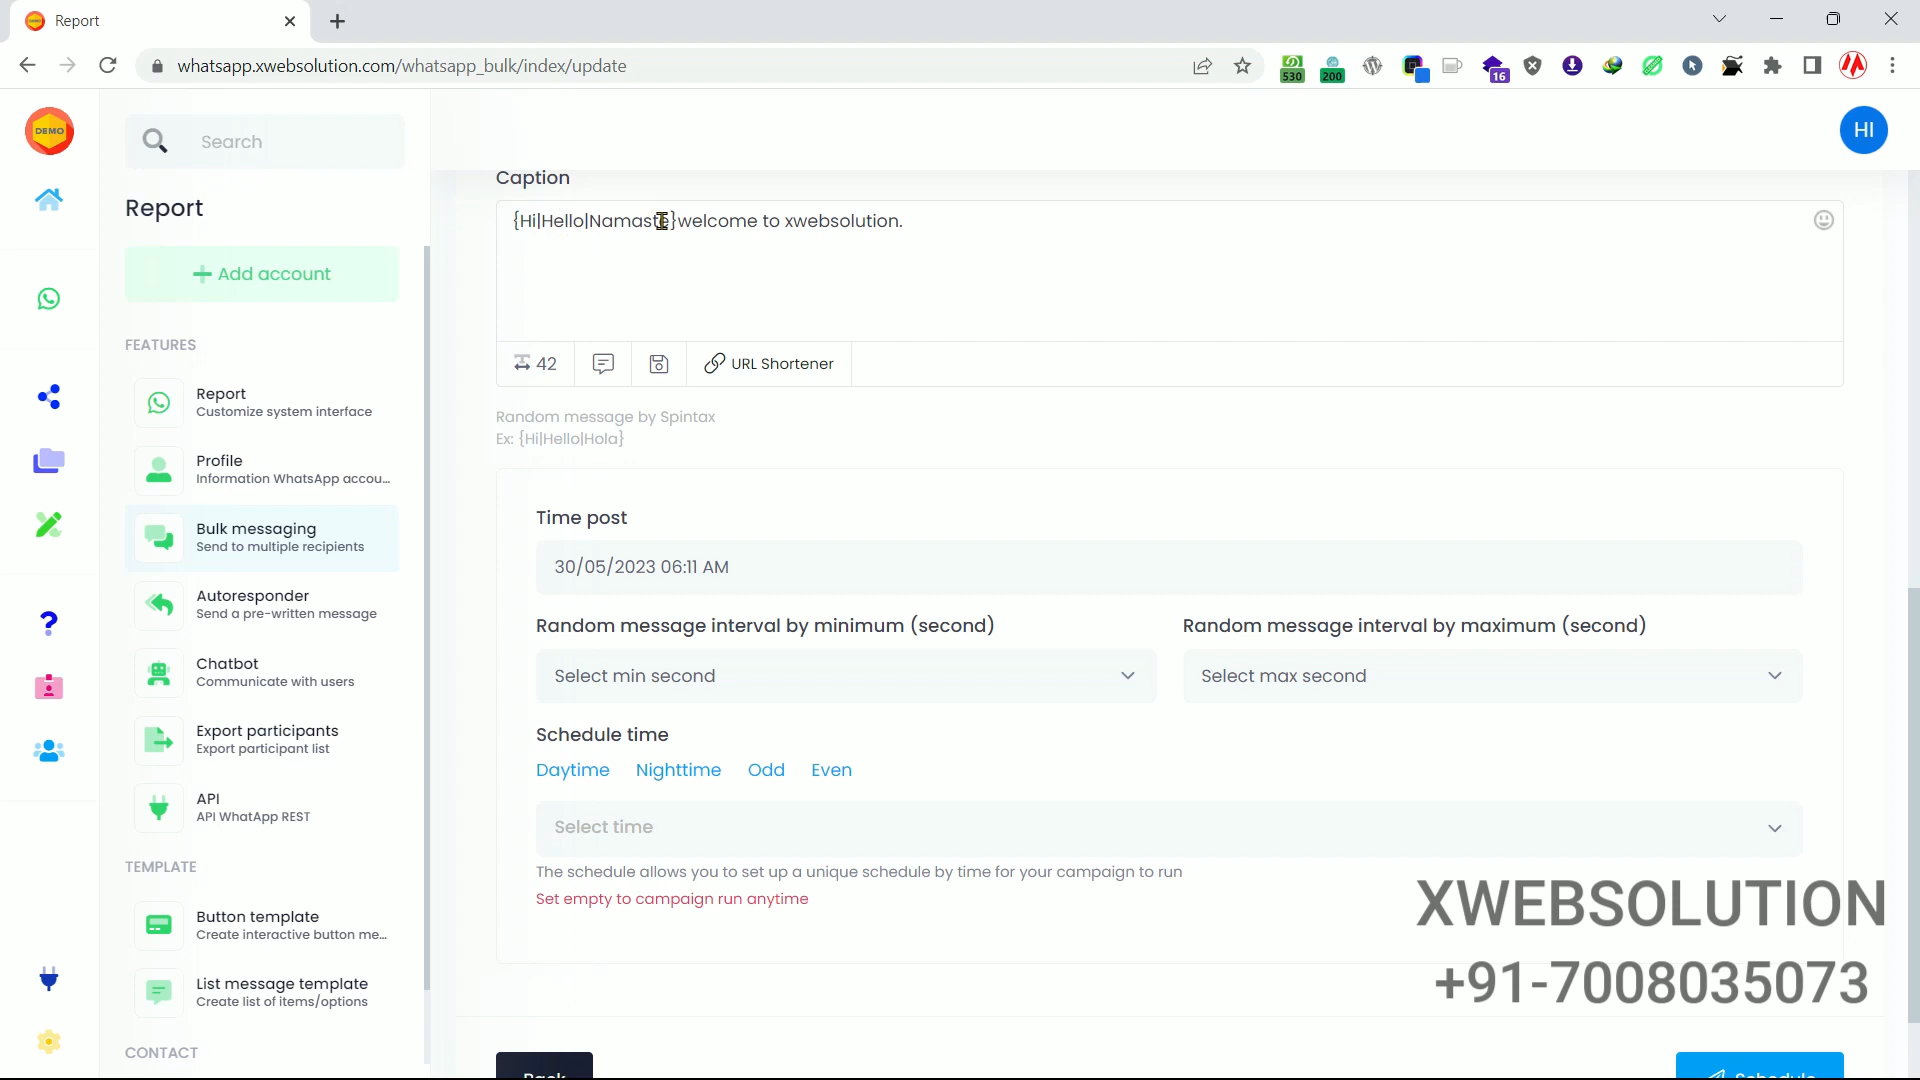 Report
whatsapp.xwebsolution.com/whatsapp_bulk/index/update
530
200
16
DEMO
Search
HI
Report
Add account
FEATURES
Report
Customize system interface
Profile
Information WhatsApp accou...
Bulk messaging
Send to multiple recipients
Autoresponder
Send a pre-written message
Chatbot
Communicate with users
Export participants
Export participant list
API
API WhatApp REST
TEMPLATE
Button template
Create interactive button me...
List message template
Create list of items/options
CONTACT
Caption
{Hi|Hello|Namaste}welcome to xwebsolution.
42
URL Shortener
Random message by Spintax
Ex: {Hi|Hello|Hola}
Time post
30/05/2023 06:11 AM
Random message interval by minimum (second)
Random message interval by maximum (second)
Select min second
Select max second
Schedule time
Daytime Nighttime Odd Even
Select time
The schedule allows you to set up a unique schedule by time for your campaign to run
Set empty to campaign run anytime
XWEBSOLUTION
+91-7008035073
Back
Schedule